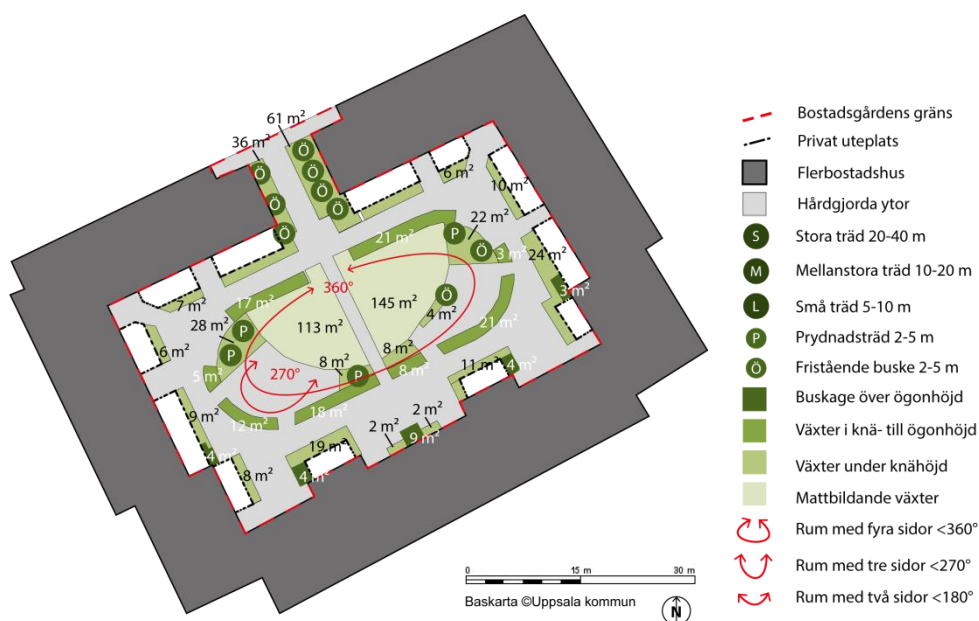 61 m²
36 m²
Ö
Ö
Ö
Ö
Ö
Ö
Ö
6 m²
10 m²
22 m²
21 m²
P
Ö
3 m²
24 m²
3 m²
360°
7 m²
17 m²
145 m²
Ö
4 m²
28 m²
P
P
113 m²
21 m²
6 m²
8 m²
8 m²
P
8 m²
11 m²
4 m²
5 m²
270°
9 m²
12 m²
18 m²
2 m²
2 m²
9 m²
19 m²
4 m²
8 m²
4 m²
Bostadsgårdens gräns
Privat uteplats
Flerbostadshus
Hårdgjorda ytor
S Stora träd 20-40 m
M Mellanstora träd 10-20 m
L Små träd 5-10 m
P Prydnadsträd 2-5 m
Ö Fristående buske 2-5 m
Buskage över ögonhöjd
Växter i knä- till ögonhöjd
Växter under knähöjd
Mattbildande växter
Rum med fyra sidor <360°
Rum med tre sidor <270°
Rum med två sidor <180°
0 15 m 30 m
Baskarta ©Uppsala kommun
N